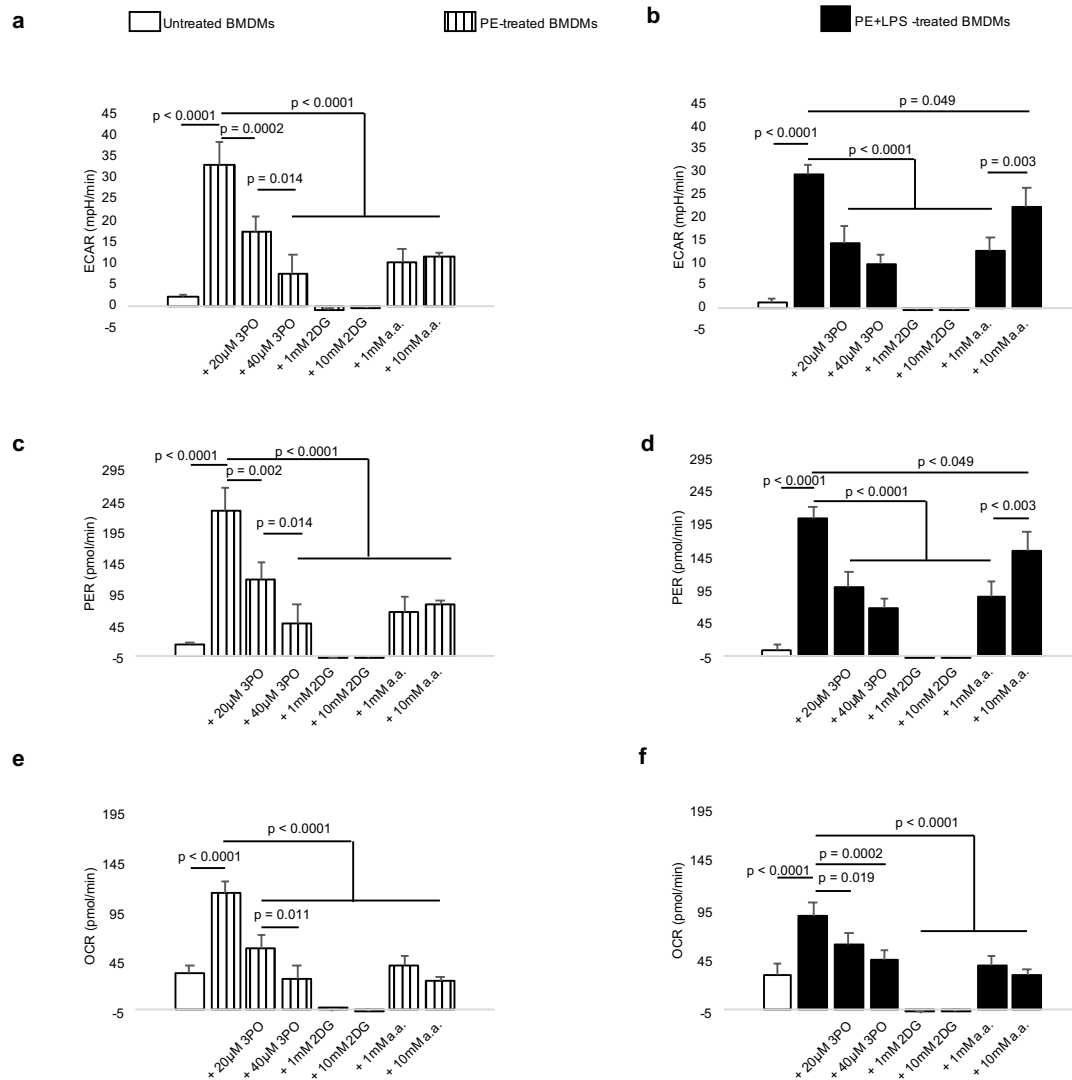 a
Untreated BMDMs
PE-treated BMDMs
b
PE+LPS -treated BMDMs
ECAR (mpH/min)
45
40
35
30
25
20
15
10
5
0
-5
p < 0.0001
p < 0.0001
p = 0.0002
p = 0.014
+ 20µM 3PO
+ 40µM 3PO
+ 1mM 2DG
+ 10mM 2DG
+ 1mM a.a.
+ 10mM a.a.
ECAR (mpH/min)
45
40
35
30
25
20
15
10
5
0
-5
p = 0.049
p < 0.0001
p < 0.0001
p = 0.003
+ 20µM 3PO
+ 40µM 3PO
+ 1mM 2DG
+ 10mM 2DG
+ 1mM a.a.
+ 10mM a.a.
c
PER (pmol/min)
295
245
195
145
95
45
-5
p < 0.0001
p < 0.0001
p = 0.002
p = 0.014
+ 20µM 3PO
+ 40µM 3PO
+ 1mM 2DG
+ 10mM 2DG
+ 1mM a.a.
+ 10mM a.a.
d
PER (pmol/min)
295
245
195
145
95
45
-5
p < 0.049
p < 0.0001
p < 0.0001
p < 0.003
+ 20µM 3PO
+ 40µM 3PO
+ 1mM 2DG
+ 10mM 2DG
+ 1mM a.a.
+ 10mM a.a.
e
OCR (pmol/min)
195
145
95
45
-5
p < 0.0001
p < 0.0001
p = 0.011
+ 20µM 3PO
+ 40µM 3PO
+ 1mM 2DG
+ 10mM 2DG
+ 1mM a.a.
+ 10mM a.a.
f
OCR (pmol/min)
195
145
95
45
-5
p < 0.0001
p = 0.0002
p < 0.0001
p = 0.019
+ 20µM 3PO
+ 40µM 3PO
+ 1mM 2DG
+ 10mM 2DG
+ 1mM a.a.
+ 10mM a.a.